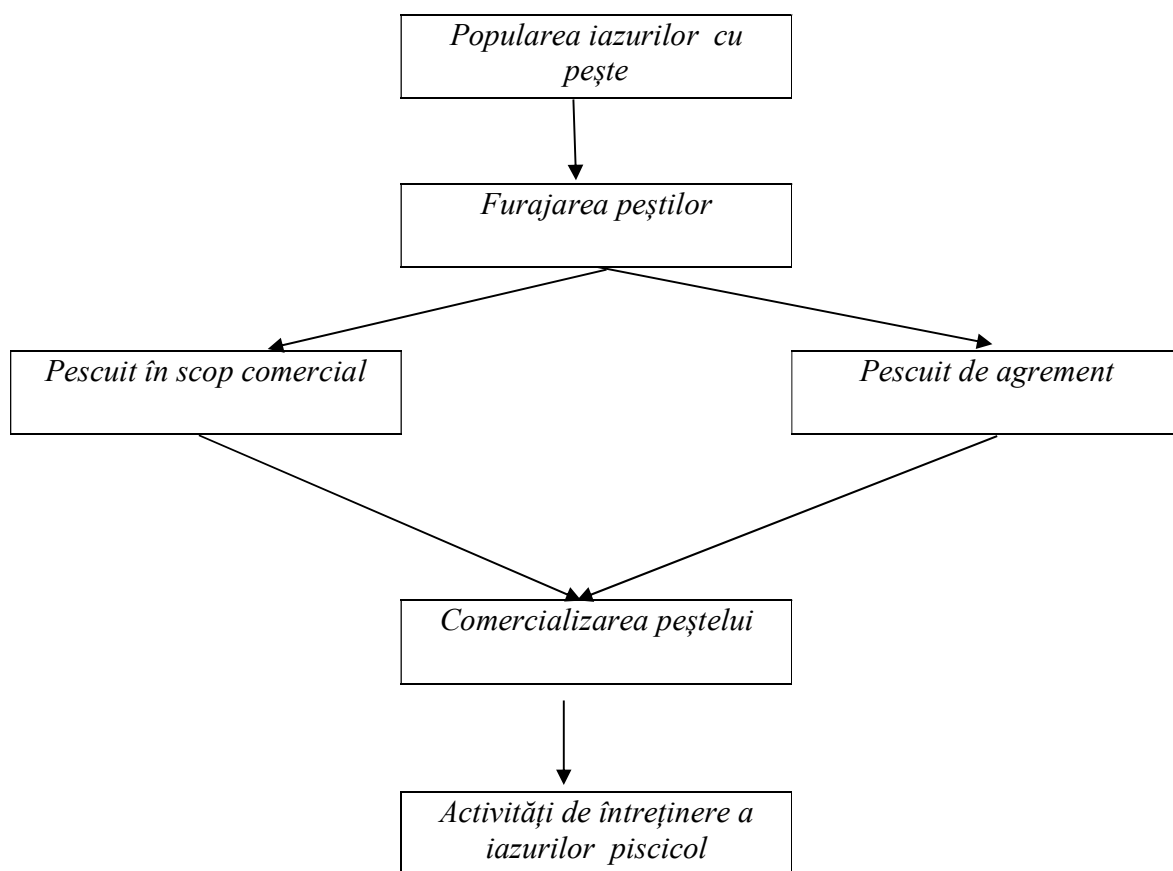 Popularea iazurilor cu
pește
Furajarea peștilor
Pescuit în scop comercial
Pescuit de agrement
Comercializarea peștelui
Activități de întreținere a
iazurilor piscicol